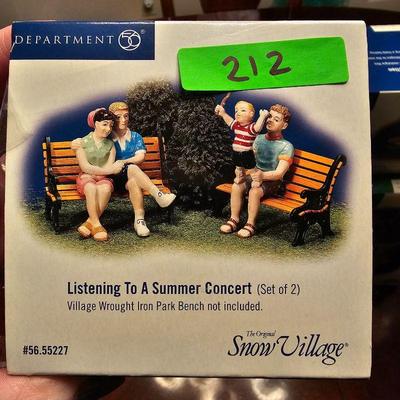 DEPARTMENT 56
212
Listening To A Summer Concert (Set of 2)
Village Wrought Iron Park Bench not included.
#56.55227
The Original
Snow Village®